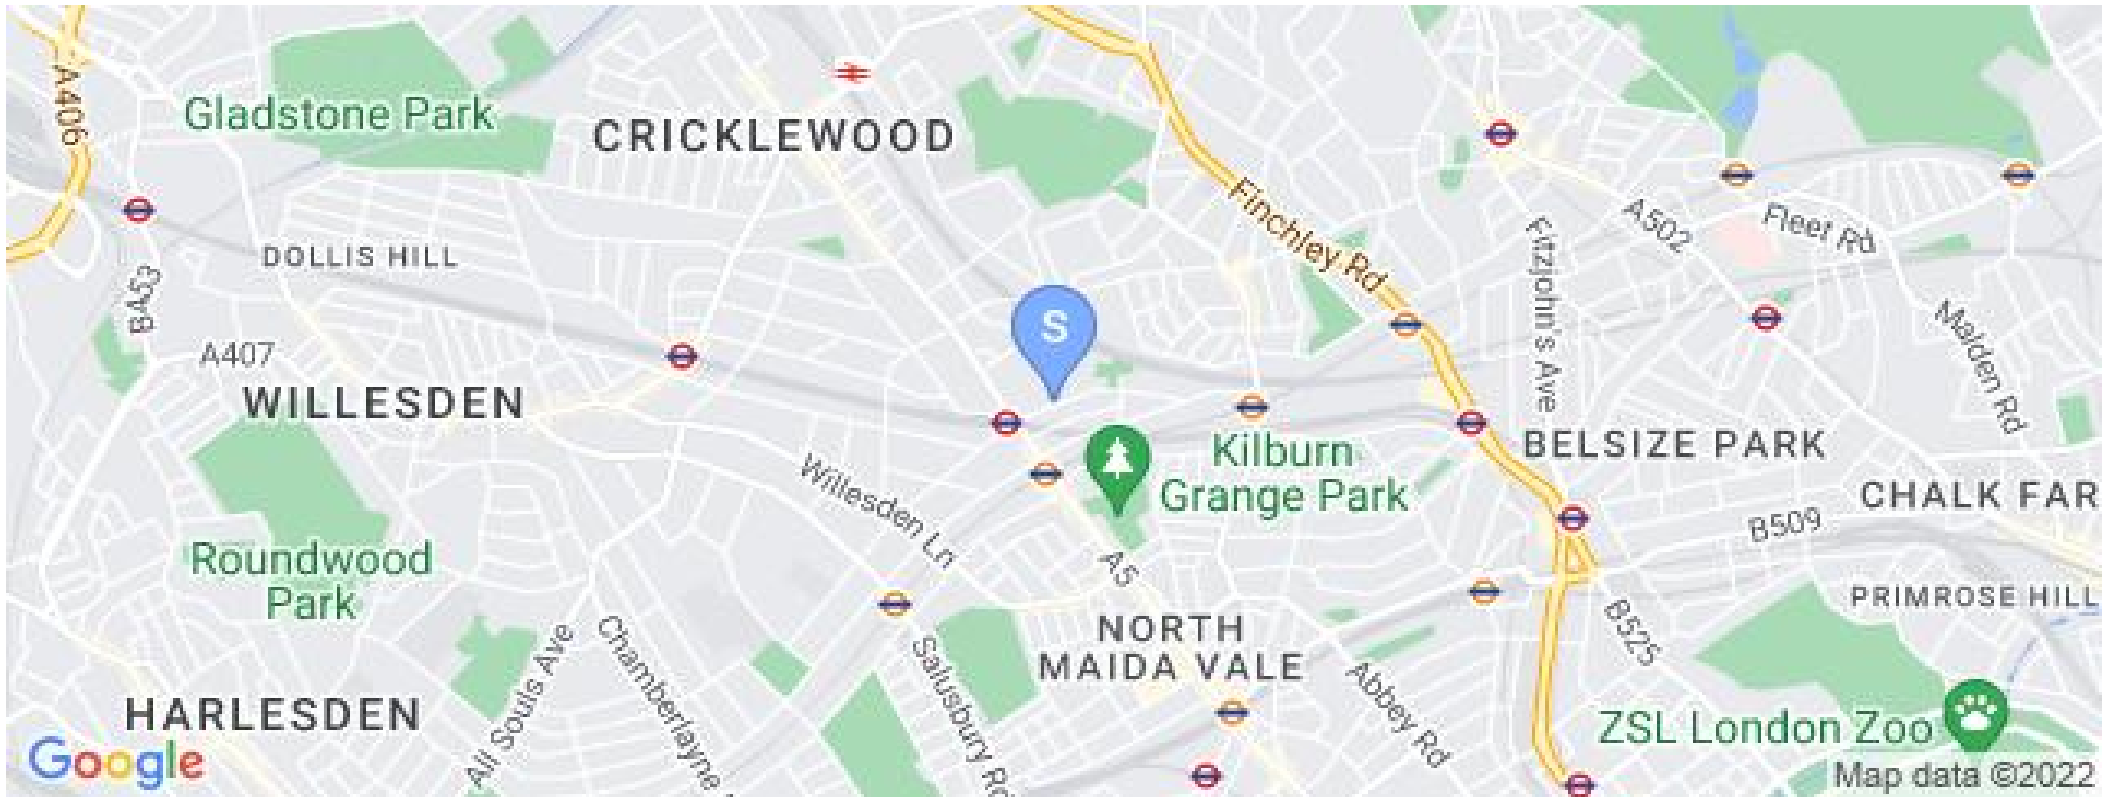 A406
Gladstone Park
CRICKLEWOOD
Finchley Rd
A502
Fleet Rd
Fitzjohn's Ave
DOLLIS HILL
B453
S
A407
Malden Rd
WILLESDEN
BELSIZE PARK
Kilburn
Grange Park
Willesden Ln
CHALK FAR
B509
A5
Roundwood
Park
PRIMROSE HILL
B525
NORTH
MAIDA VALE
Salusbury Rd
Chamberlayne
All Souls Ave
Abbey Rd
HARLESDEN
ZSL London Zoo
Google
Map data ©2022